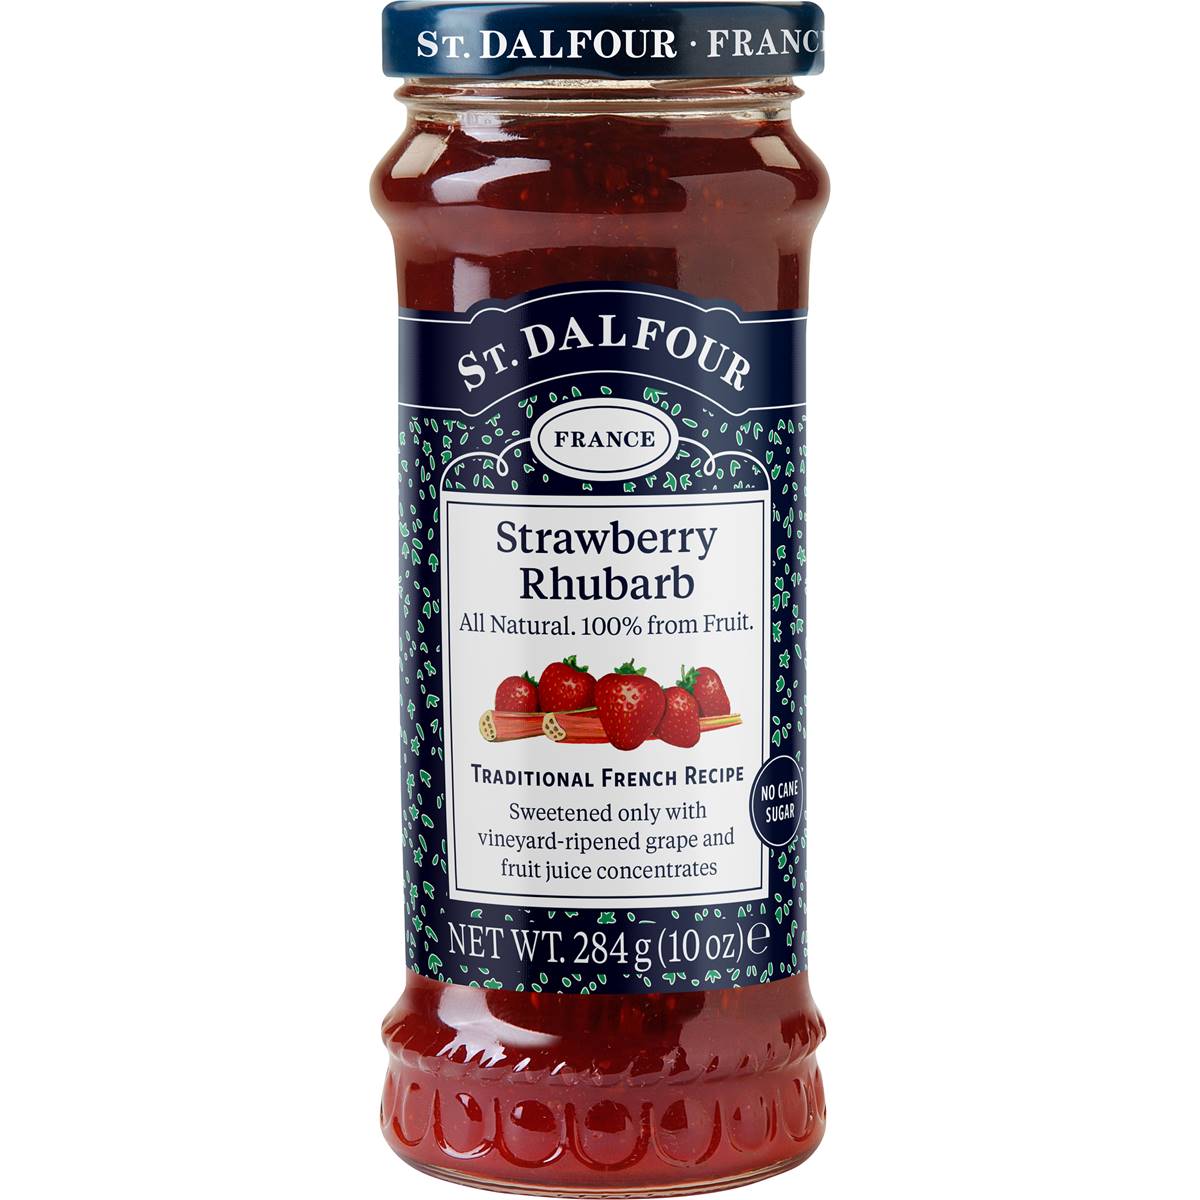 ST. DALFOUR · FRANC
ST. DALFOUR
FRANCE
Strawberry
Rhubarb
All Natural. 100% from Fruit.
TRADITIONAL FRENCH RECIPE
Sweetened only with
vineyard-ripened grape and
fruit juice concentrates
NO CANE
SUGAR
NET WT. 284 g (10 oz) ℮